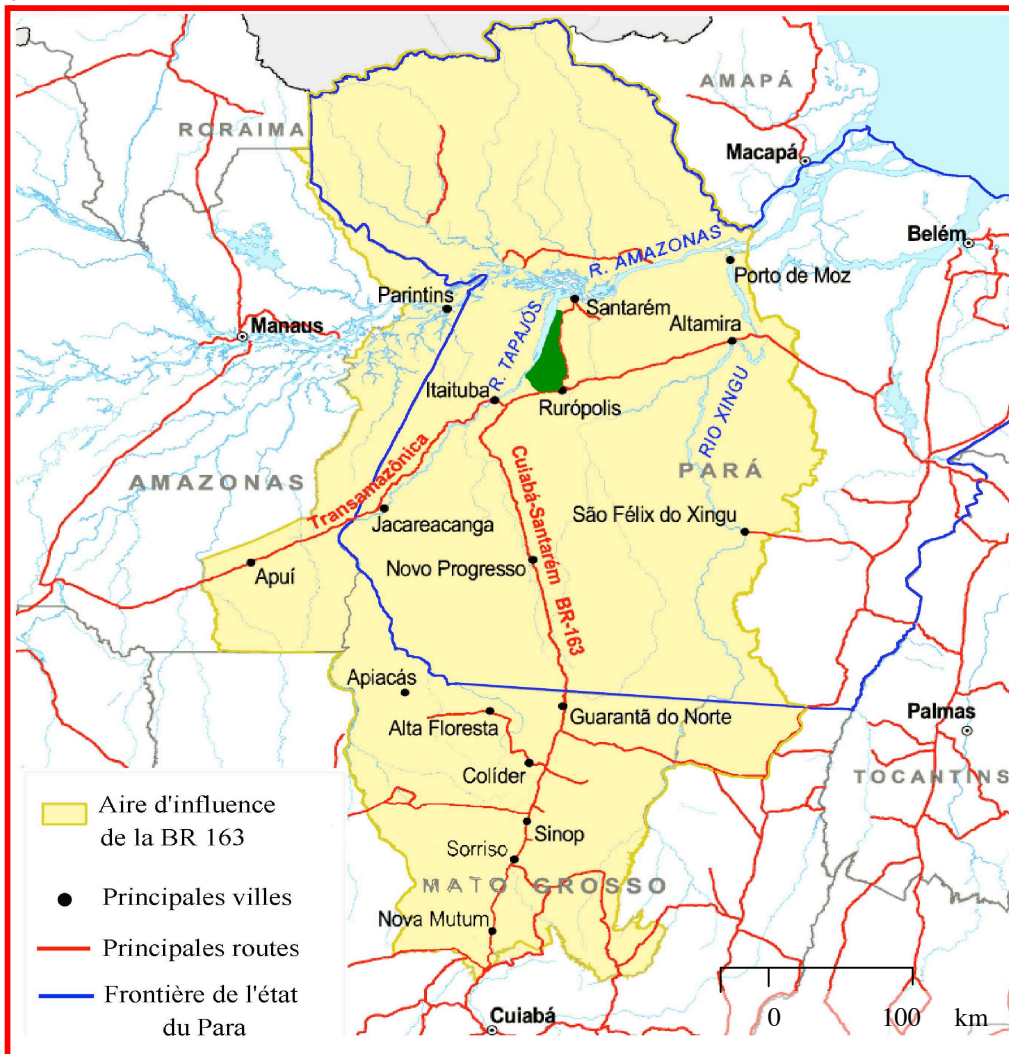 AMAPÁ
RORAIMA
Macapá
Belém
R. AMAZONAS
Porto de Moz
Parintins
Santarém
Manaus
Altamira
R. TAPAJÓS
Itaituba
Rurópolis
RIO XINGU
Transamazônica
Cuiabá-Santarém BR-163
PARÁ
AMAZONAS
Jacareacanga
São Félix do Xingu
Apuí
Novo Progresso
Apiacás
Guarantã do Norte
Alta Floresta
Palmas
Colíder
TOCANTINS
Sinop
Sorriso
MATO GROSSO
Nova Mutum
Cuiabá
Aire d'influence
de la BR 163
Principales villes
Principales routes
Frontière de l'état
du Para
0 100 km